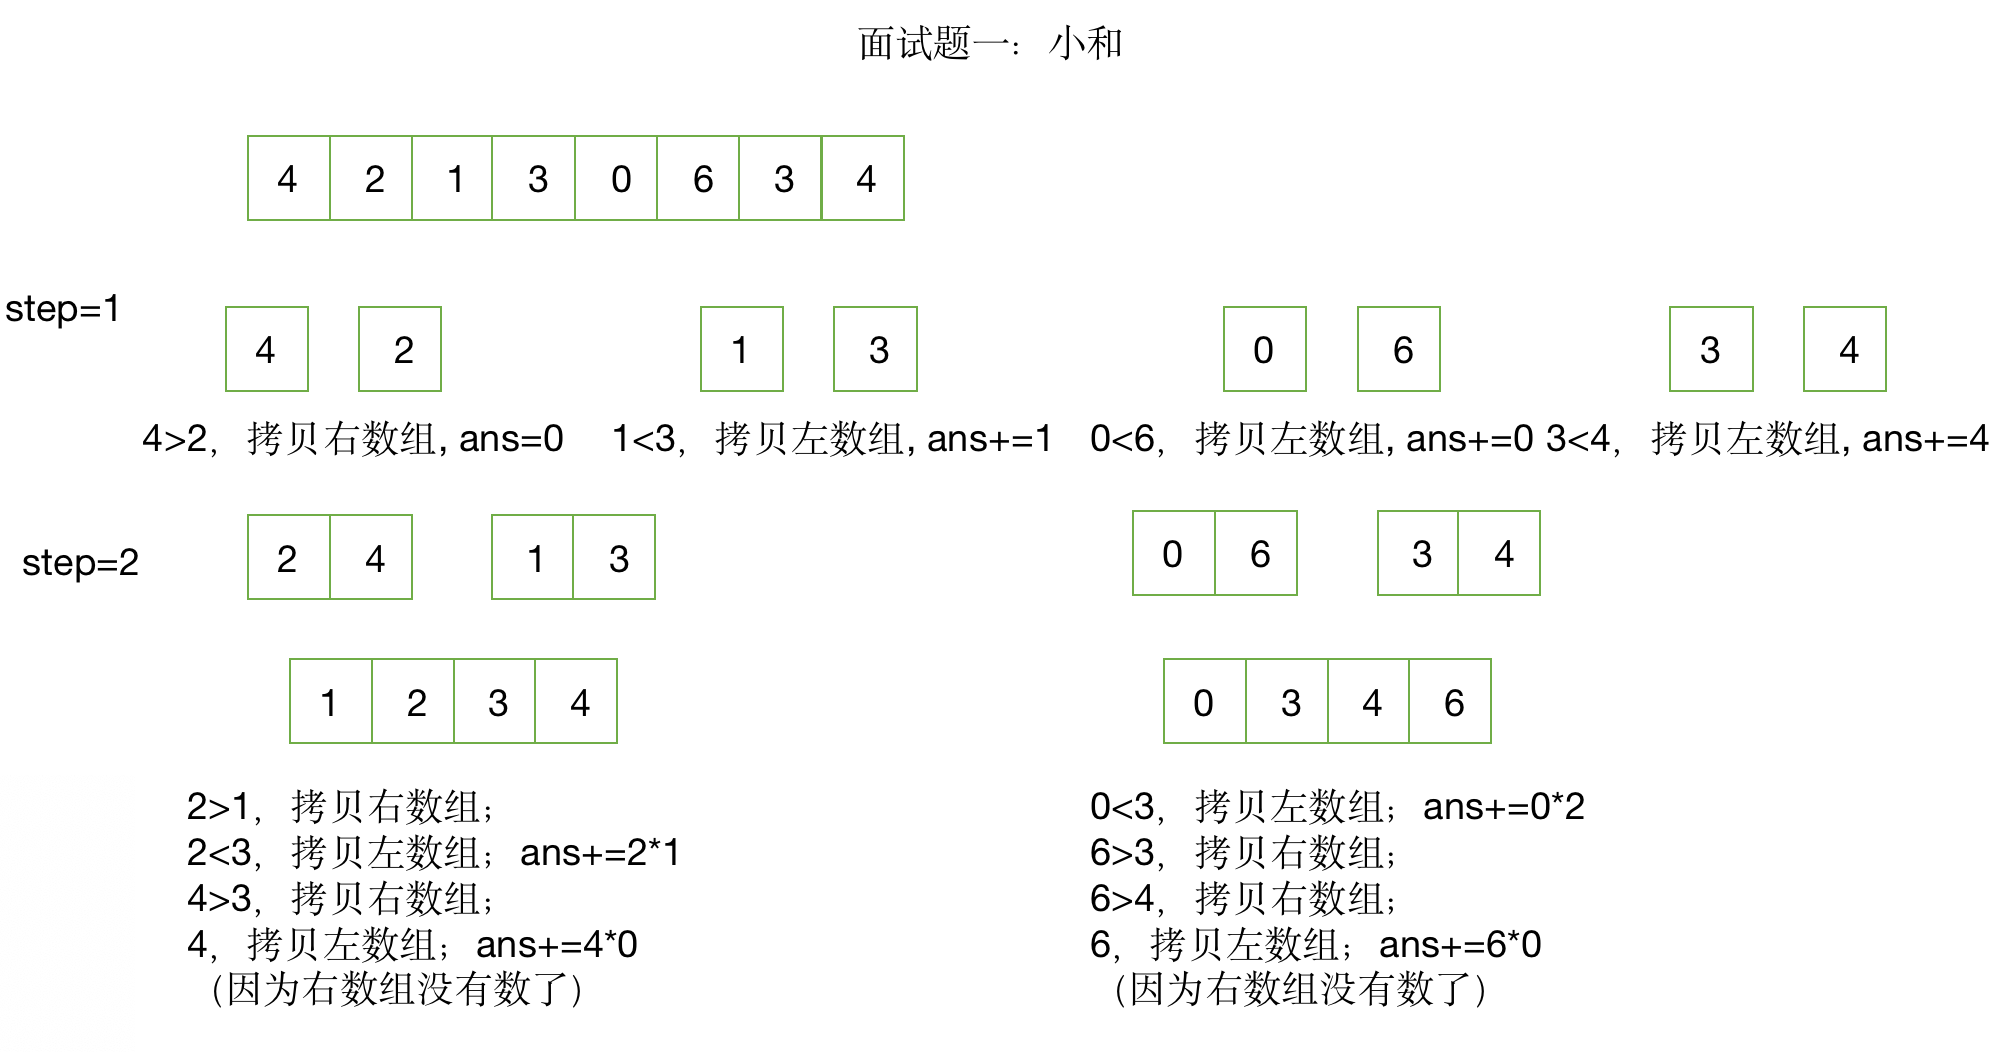 面试题一：小和
4 2 1 3 0 6 3 4
step=1
4 2 1 3 0 6 3 4
4>2，拷贝右数组, ans=0 1<3，拷贝左数组, ans+=1 0<6，拷贝左数组, ans+=0 3<4，拷贝左数组, ans+=4
step=2
2 4 1 3 0 6 3 4
1 2 3 4 0 3 4 6
2>1，拷贝右数组；
2<3，拷贝左数组；ans+=2*1
4>3，拷贝右数组；
4，拷贝左数组；ans+=4*0
（因为右数组没有数了）
0<3，拷贝左数组；ans+=0*2
6>3，拷贝右数组；
6>4，拷贝右数组；
6，拷贝左数组；ans+=6*0
（因为右数组没有数了）